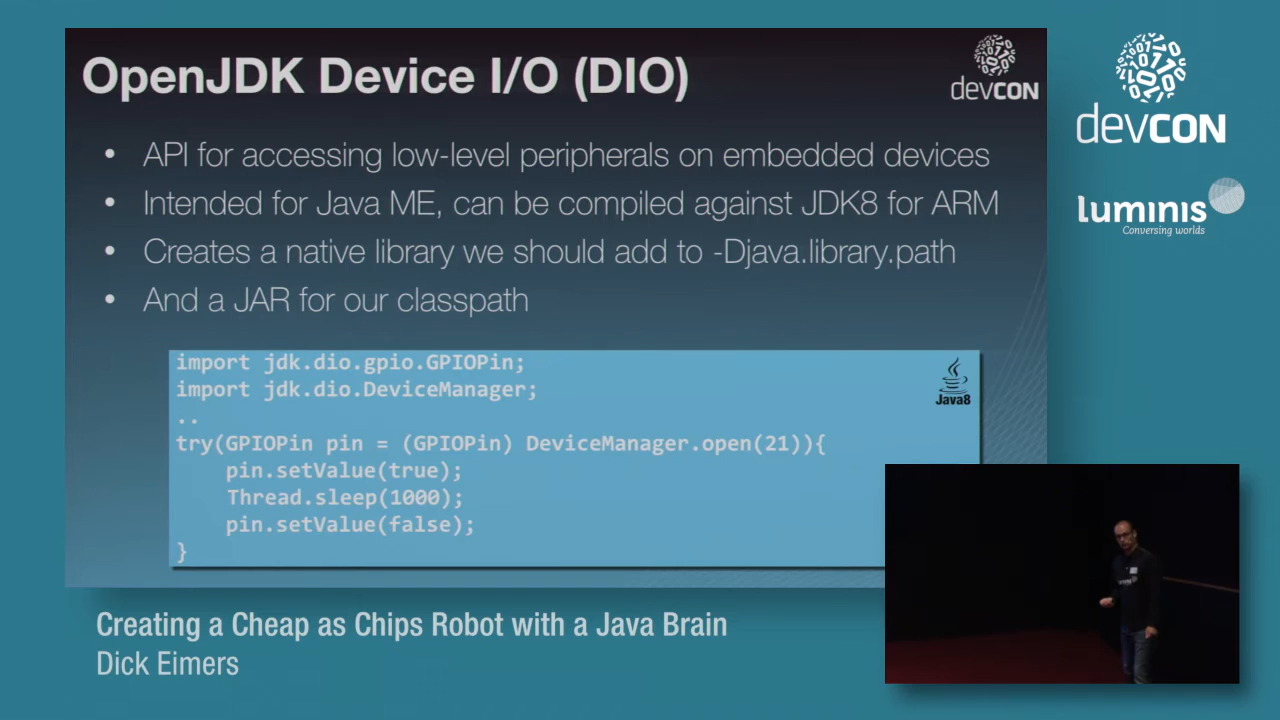 OpenJDK Device I/O (DIO)
devcon
• API for accessing low-level peripherals on embedded devices
• Intended for Java ME, can be compiled against JDK8 for ARM
• Creates a native library we should add to -Djava.library.path
• And a JAR for our classpath
import jdk.dio.gpio.GPIOPin;
import jdk.dio.DeviceManager;
..
try(GPIOPin pin = (GPIOPin) DeviceManager.open(21)){
pin.setValue(true);
Thread.sleep(1000);
pin.setValue(false);
}
Java8
devcon
luminis
Conversing worlds
Creating a Cheap as Chips Robot with a Java Brain
Dick Eimers